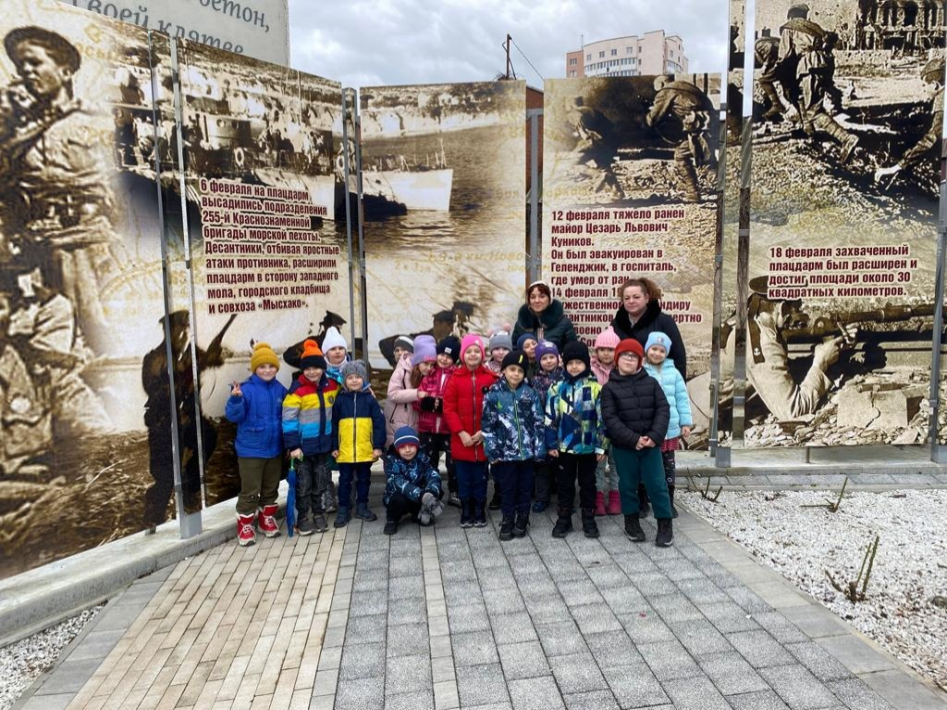 бетон,
своей клятве
6 февраля на плацдарм
высадились подразделения
255-й Краснознаменной
бригады морской пехоты.
Десантники, отбивая яростные
атаки противника, расширили
плацдарм в сторону западного
мола, городского кладбища
и совхоза «Мысхако».
12 февраля тяжело ранен
майор Цезарь Львович
Куников.
Он был эвакуирован в
Геленджик, в госпиталь,
где умер от ран
14 февраля
18 февраля захваченный
плацдарм был расширен и
достиг площади около 30
квадратных километров.